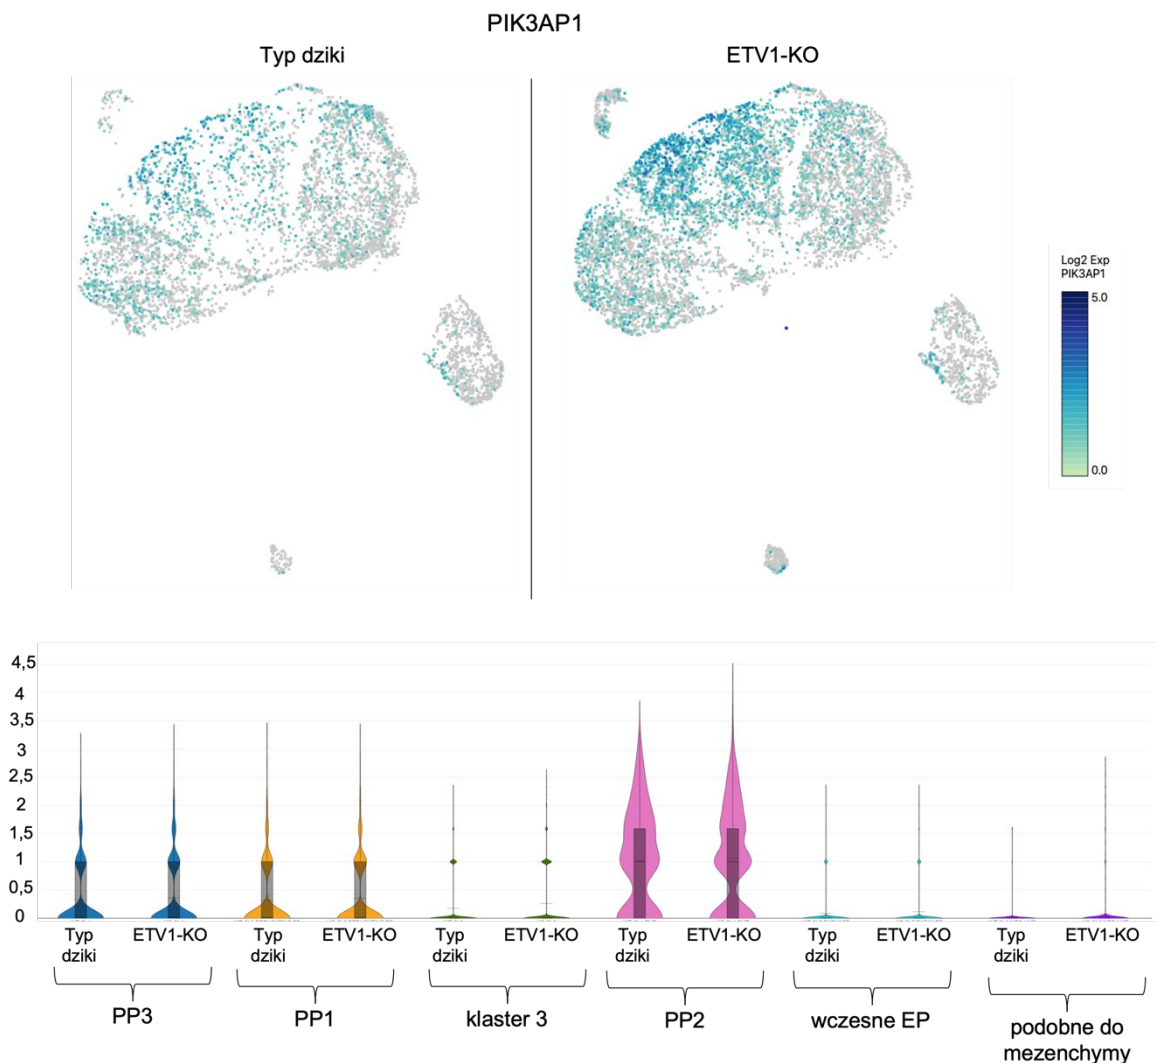 PIK3AP1
Typ dziki
ETV1-KO
Log2 Exp
PIK3AP1
5.0
0.0
4,5
4
3,5
3
2,5
2
1,5
1
0,5
0
Typ dziki
ETV1-KO
Typ dziki
ETV1-KO
Typ dziki
ETV1-KO
Typ dziki
ETV1-KO
Typ dziki
ETV1-KO
Typ dziki
ETV1-KO
PP3
PP1
klaster 3
PP2
wczesne EP
podobne do
mezenchymy